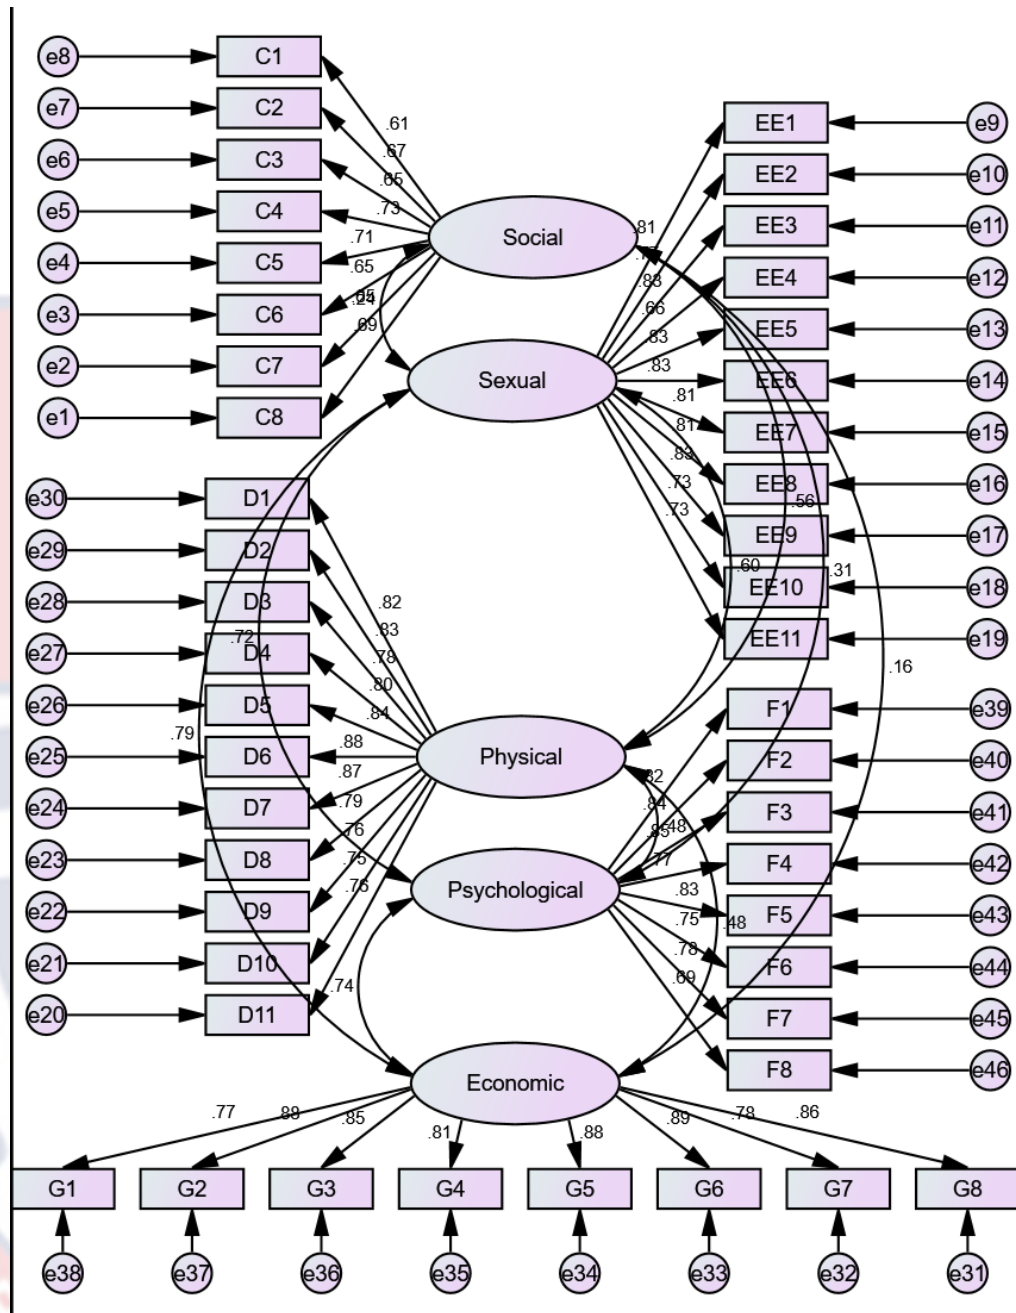 e8 C1
e7 C2
e6 C3
e5 C4
e4 C5
e3 C6
e2 C7
e1 C8
.61
.67
.65
.73
.71
.65
.24
.69
Social
Sexual
EE1 e9
EE2 e10
EE3 e11
EE4 e12
EE5 e13
EE6 e14
EE7 e15
EE8 e16
EE9 e17
EE10 e18
EE11 e19
.81
.83
.66
.83
.83
.81
.81
.83
.73
.73
.56
.60
.31
.16
e30 D1
e29 D2
e28 D3
e27 D4
e26 D5
e25 D6
e24 D7
e23 D8
e22 D9
e21 D10
e20 D11
.72
.79
.82
.83
.78
.80
.84
.88
.87
.79
.76
.75
.76
Physical
Psychological
F1 e39
F2 e40
F3 e41
F4 e42
F5 e43
F6 e44
F7 e45
F8 e46
.82
.84
.85
.48
.77
.83
.75
.78
.69
.48
.74
Economic
.77
.88
.85
.81
.88
.89
.78
.86
G1 G2 G3 G4 G5 G6 G7 G8
e38 e37 e36 e35 e34 e33 e32 e31